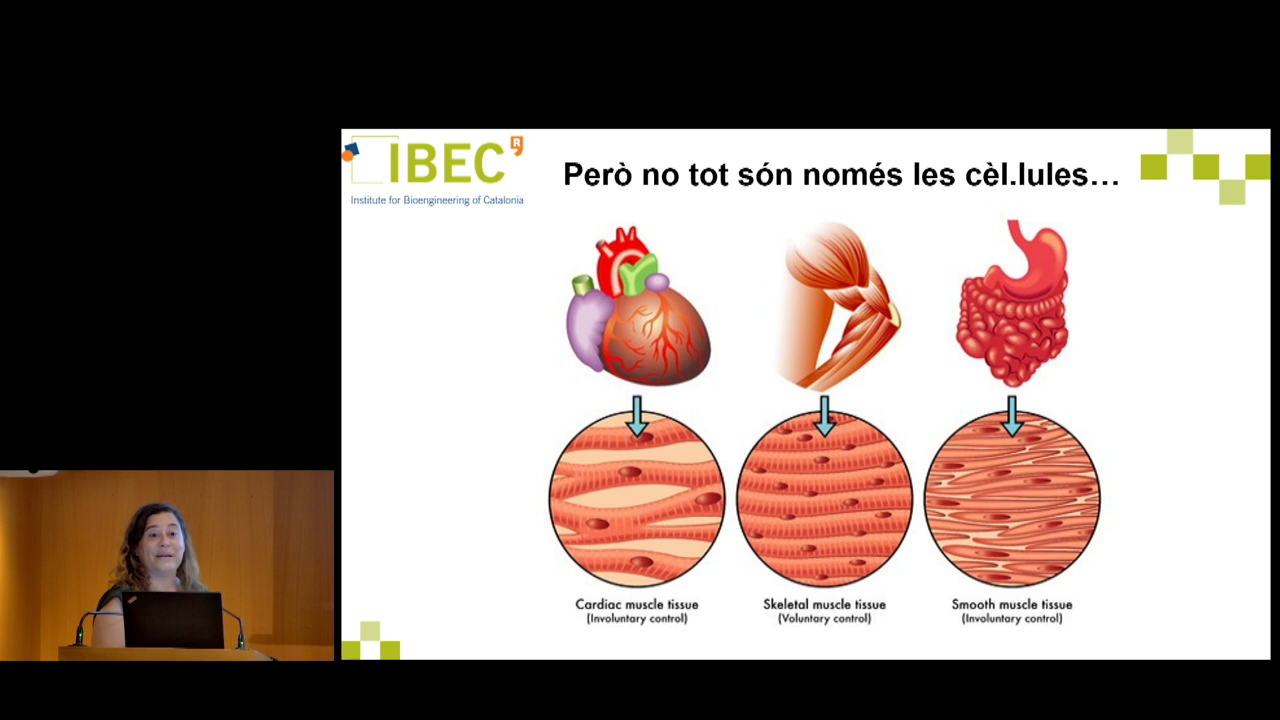 IBEC R
Institute for Bioengineering of Catalonia
Però no tot són només les cèl.lules...
Cardiac muscle tissue
(Involuntary control)
Skeletal muscle tissue
(Voluntary control)
Smooth muscle tissue
(Involuntary control)